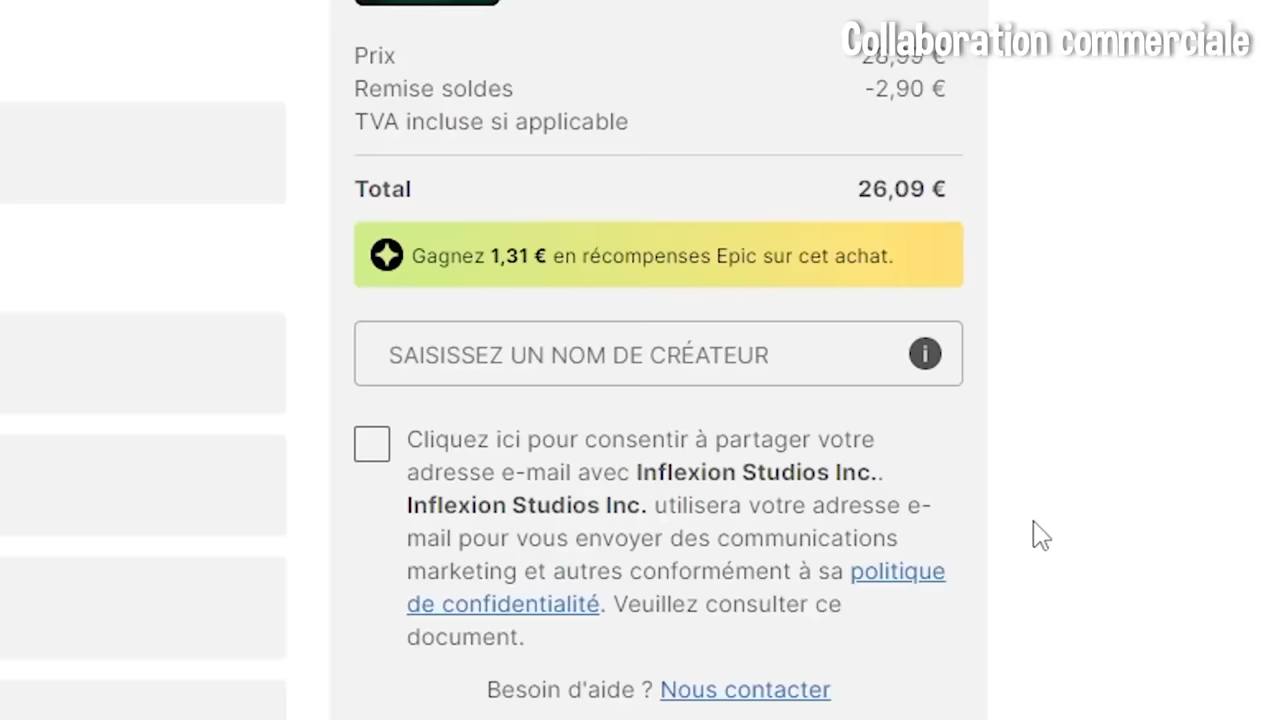 Collaboration commerciale
Prix 28,99 €
Remise soldes -2,90 €
TVA incluse si applicable
Total 26,09 €
Gagnez 1,31 € en récompenses Epic sur cet achat.
SAISISSEZ UN NOM DE CRÉATEUR
Cliquez ici pour consentir à partager votre
adresse e-mail avec Inflexion Studios Inc..
Inflexion Studios Inc. utilisera votre adresse e-
mail pour vous envoyer des communications
marketing et autres conformément à sa politique
de confidentialité. Veuillez consulter ce
document.
Besoin d'aide ? Nous contacter